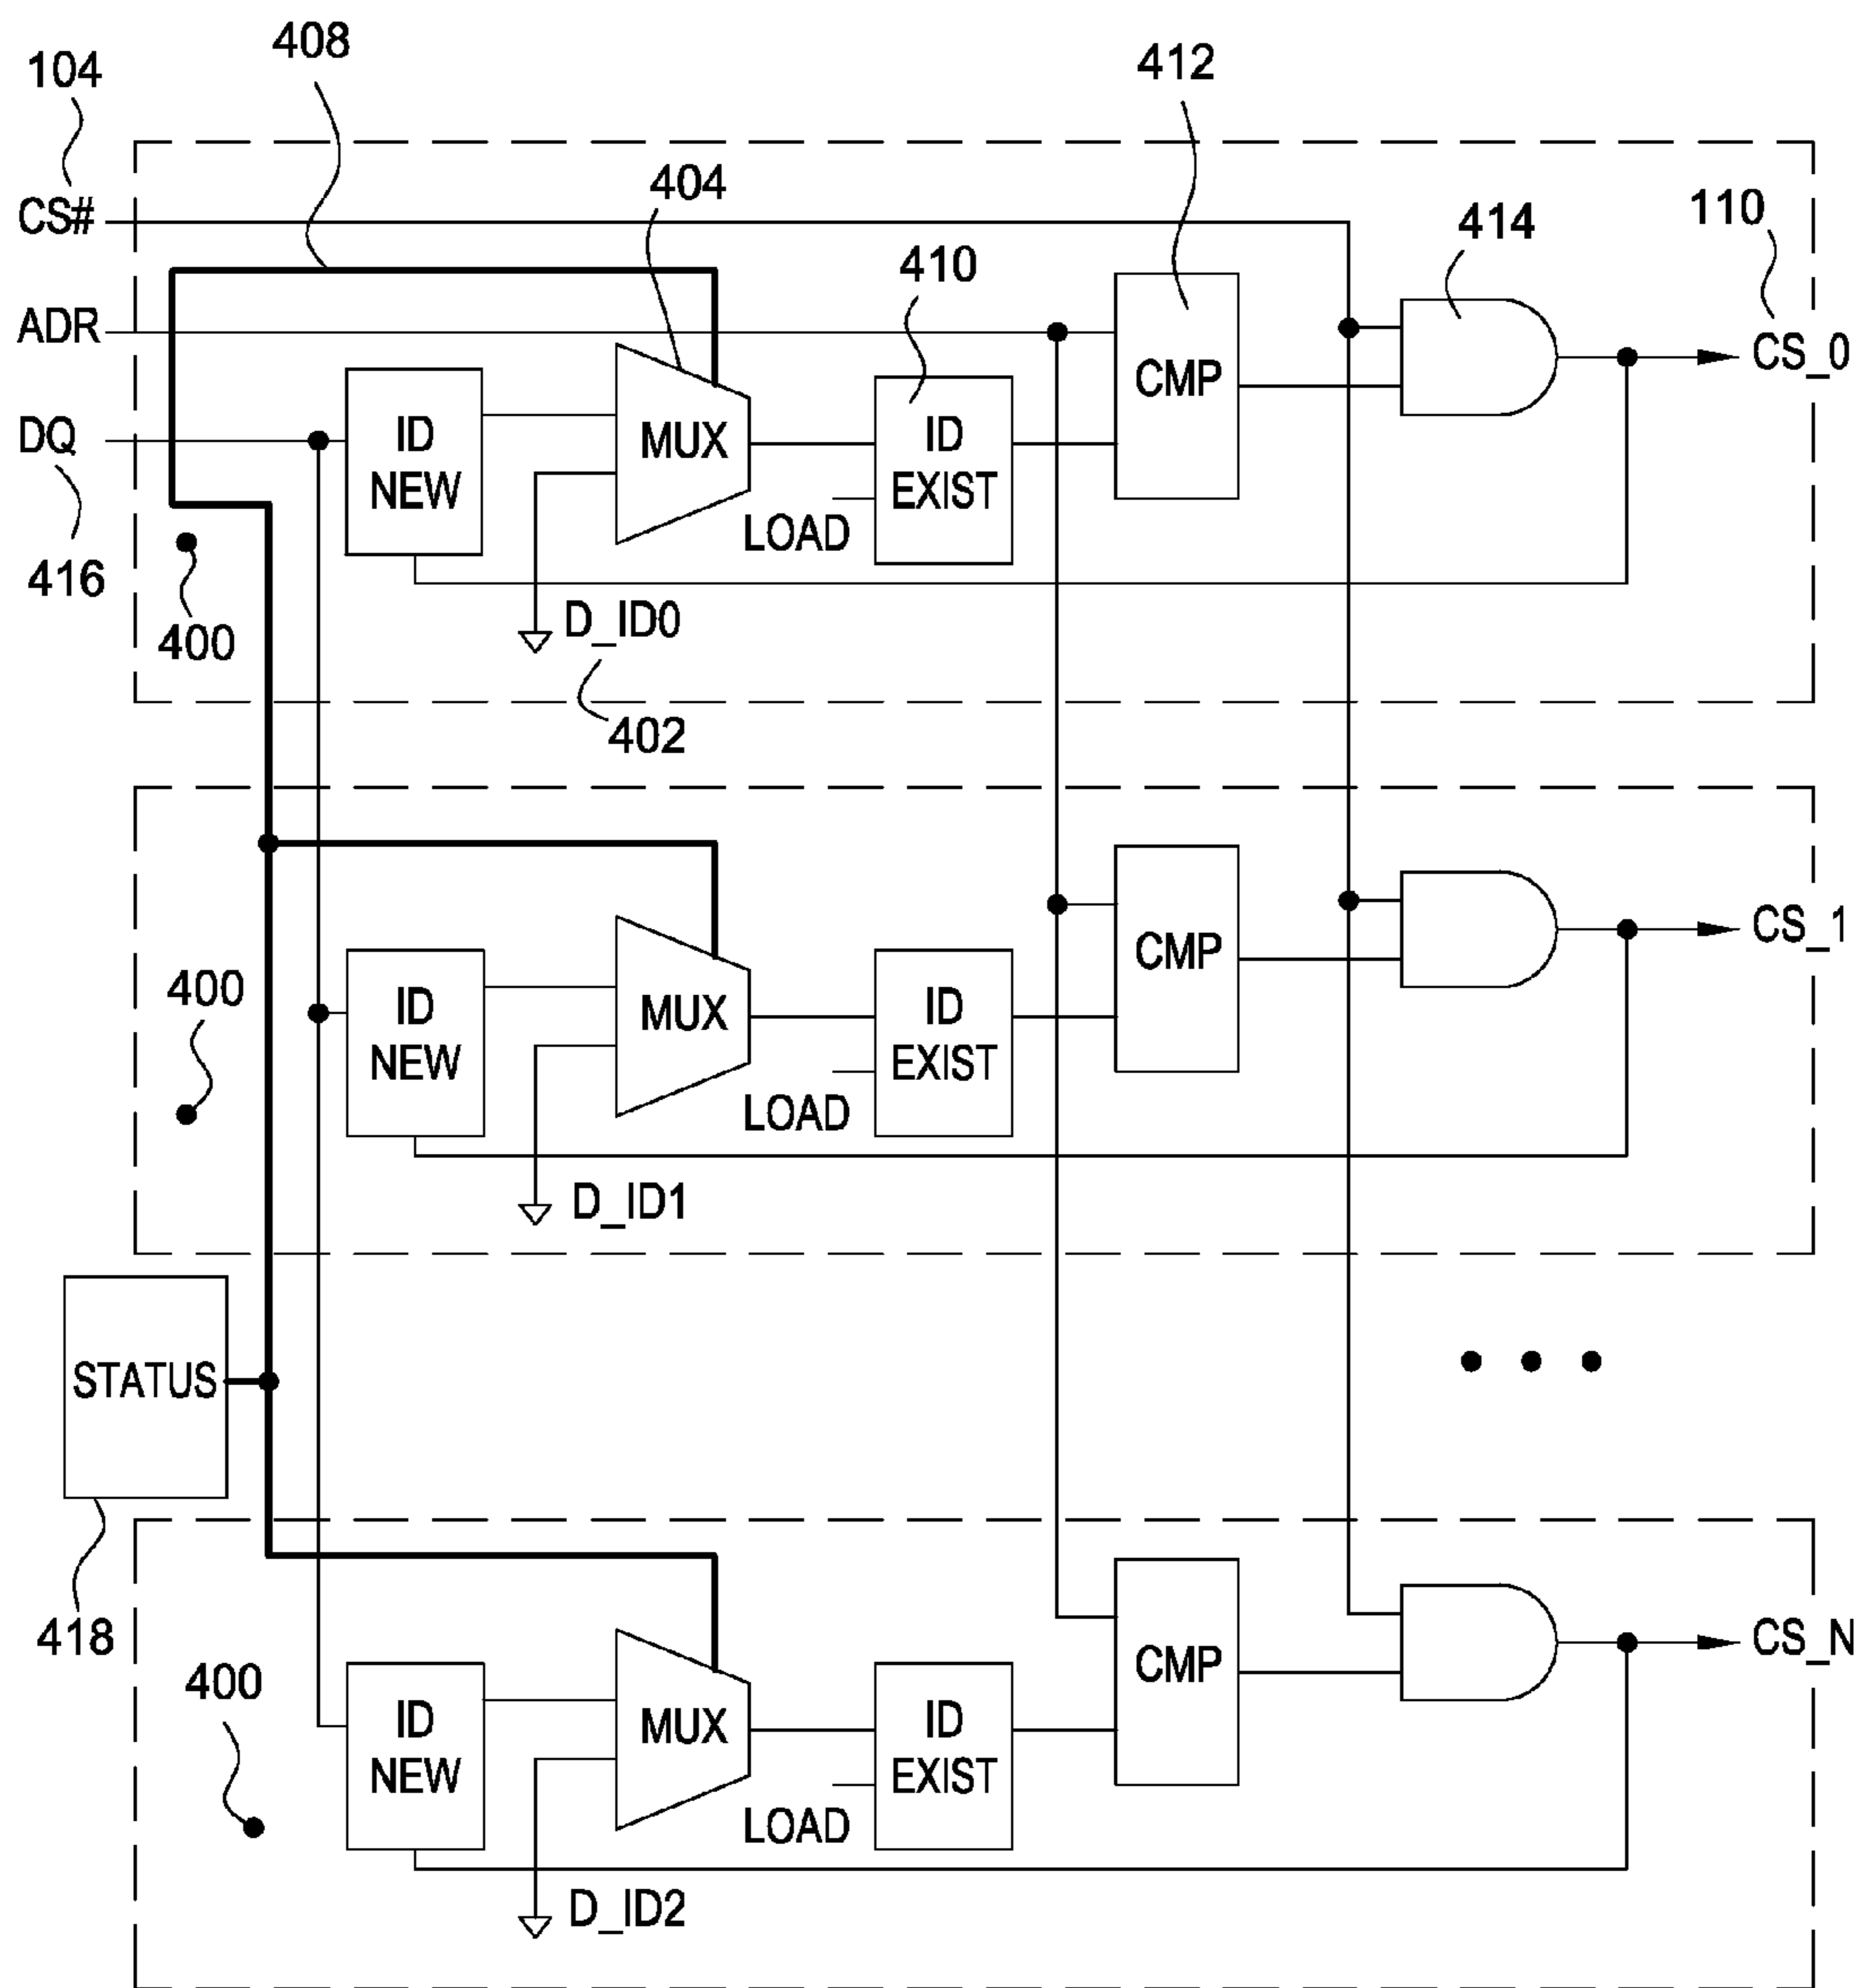 408
104
412
404
CS#
414
110
410
ADR
CMP
CS_0
DQ
ID
NEW
MUX
ID
EXIST
LOAD
416
400
D_ID0
402
CS_1
400
ID
NEW
MUX
ID
EXIST
CMP
LOAD
D_ID1
STATUS
418
CS_N
400
ID
NEW
MUX
ID
EXIST
CMP
LOAD
D_ID2